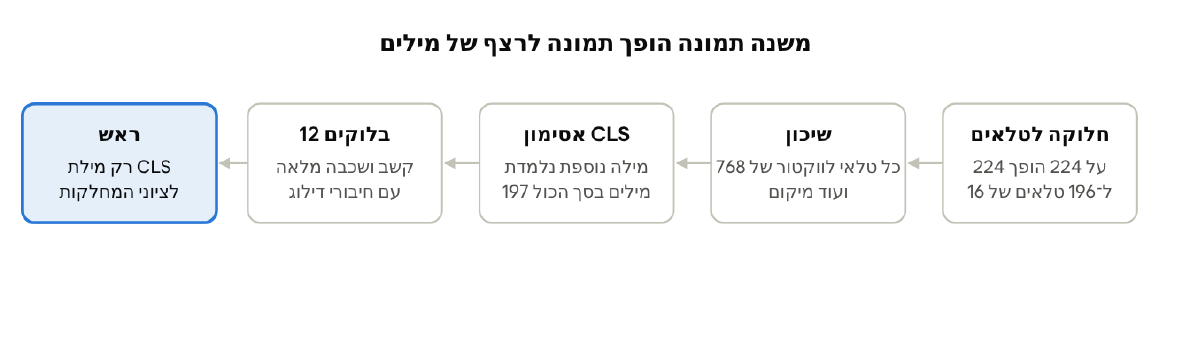 משנה תמונה הופך תמונה לרצף של מילים
חלוקה לטלאים
224 על 224 הופך
ל־196 טלאים של 16
שיכון
כל טלאי לווקטור של 768
ועוד מיקום
אסימון CLS
מילה נוספת נלמדת
197 מילים בסך הכול
12 בלוקים
קשב ושכבה מלאה
עם חיבורי דילוג
ראש
רק מילת CLS
לציוני המחלקות